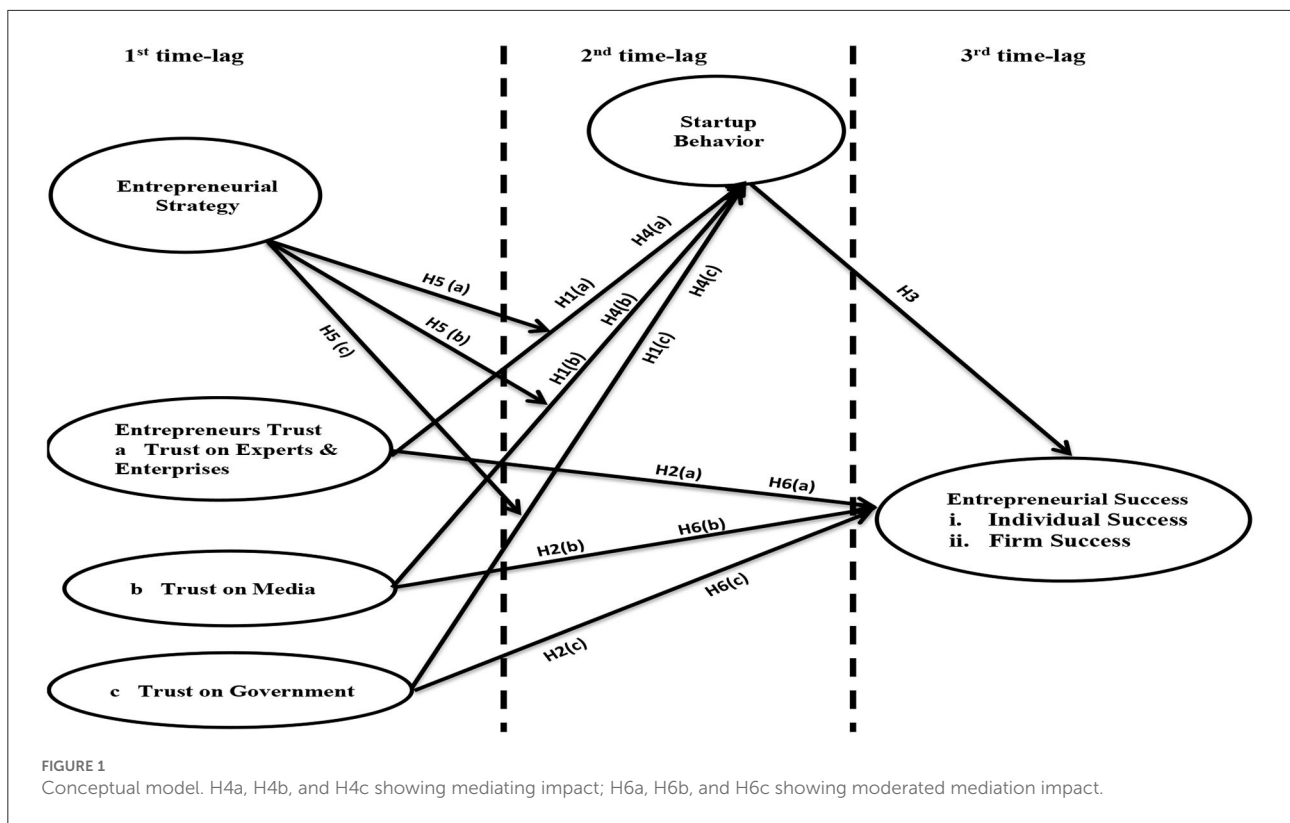 1st time-lag
2nd time-lag
3rd time-lag
Startup
Behavior
Entrepreneurial
Strategy
H5 (a)
H5 (b)
H5 (c)
H1(a)
H4(a)
H1(b)
H4(b)
H1(c)
H4(c)
H3
Entrepreneurs Trust
a Trust on Experts &
Enterprises
H2(a)
H6(a)
H2(b)
H6(b)
H2(c)
H6(c)
Entrepreneurial Success
i. Individual Success
ii. Firm Success
b Trust on Media
c Trust on Government
FIGURE 1
Conceptual model. H4a, H4b, and H4c showing mediating impact; H6a, H6b, and H6c showing moderated mediation impact.